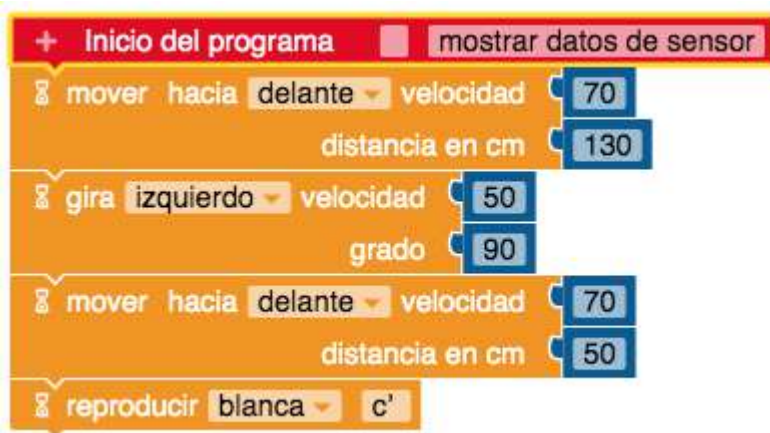 + Inicio del programa mostrar datos de sensor
mover hacia delante velocidad 70
distancia en cm 130
gira izquierdo velocidad 50
grado 90
mover hacia delante velocidad 70
distancia en cm 50
reproducir blanca c'